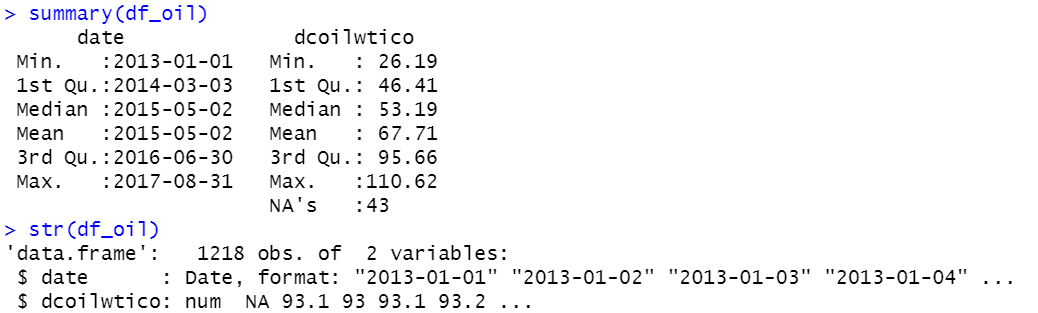 > summary(df_oil)
      date              dcoilwtico
 Min.   :2013-01-01   Min.   : 26.19
 1st Qu.:2014-03-03   1st Qu.: 46.41
 Median :2015-05-02   Median : 53.19
 Mean   :2015-05-02   Mean   : 67.71
 3rd Qu.:2016-06-30   3rd Qu.: 95.66
 Max.   :2017-08-31   Max.   :110.62
                      NA's   :43
> str(df_oil)
'data.frame':   1218 obs. of  2 variables:
 $ date      : Date, format: "2013-01-01" "2013-01-02" "2013-01-03" "2013-01-04" ...
 $ dcoilwtico: num  NA 93.1 93 93.1 93.2 ...